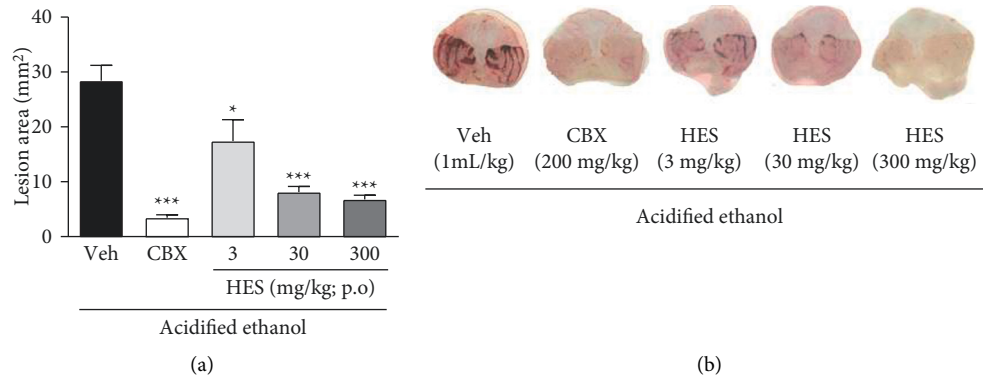 Lesion area (mm²)
40
30
20
10
0
***
*
***
***
Veh CBX 3 30 300
HES (mg/kg; p.o)
Acidified ethanol
(a)
Veh CBX HES HES HES
(1mL/kg) (200 mg/kg) (3 mg/kg) (30 mg/kg) (300 mg/kg)
Acidified ethanol
(b)